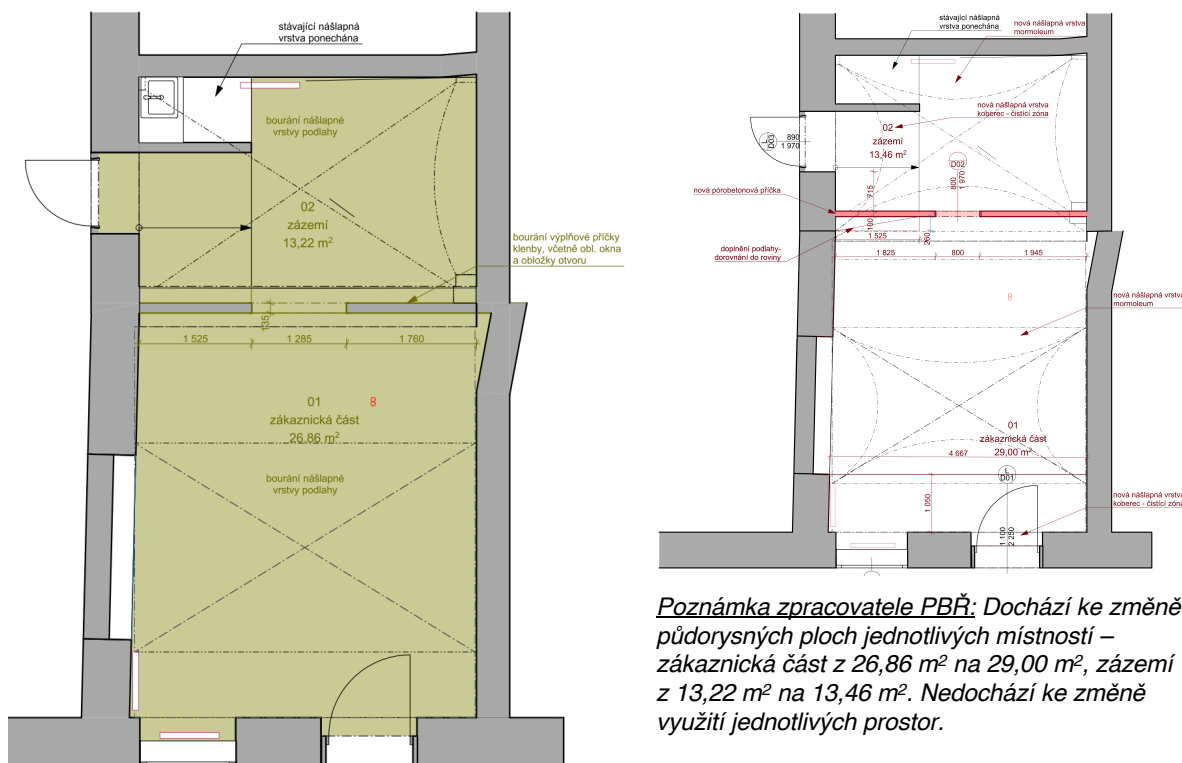 stávající nášlapná
vrstva ponechána
bourání nášlapné
vrstvy podlahy
02
zázemí
13,22 m²
bourání výplňové příčky
klenby, včetně obl. okna
a obložky otvoru
135
1 525
1 285
1 760
01
8
zákaznická část
26,86 m²
bourání nášlapné
vrstvy podlahy
stávající nášlapná
vrstva ponechána
nová nášlapná vrstva
mormoleum
nová nášlapná vrstva
koberec - čistící zóna
L
D03
890
1 970
02
zázemí
13,46 m²
D02
800
1 970
715
nová pórobetonová příčka
100
1 525
260
doplnění podlahy-
dorovnání do roviny
1 825
800
1 945
8
nová nášlapná vrstva
mormoleum
01
zákaznická část
29,00 m²
4 667
L
D01
1 050
nová nášlapná vrstva
koberec - čistící zóna
1 100
2 250
Poznámka zpracovatele PBŘ: Dochází ke změně
půdorysných ploch jednotlivých místností –
zákaznická část z 26,86 m² na 29,00 m², zázemí
z 13,22 m² na 13,46 m². Nedochází ke změně
využití jednotlivých prostor.